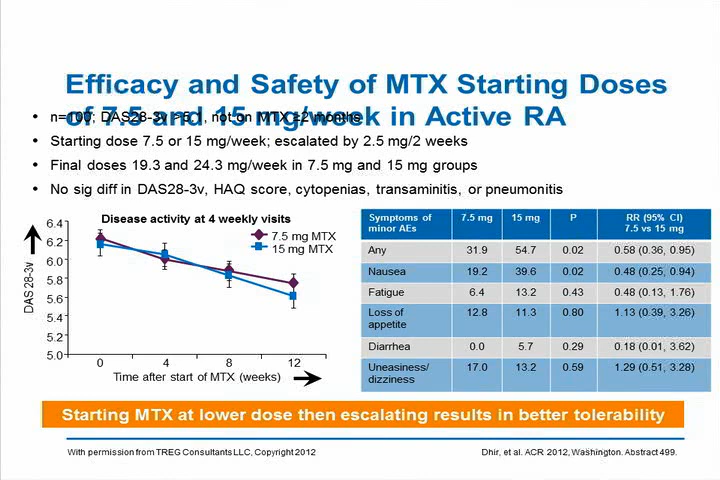 Efficacy and Safety of MTX Starting Doses
of 7.5 and 15 mg/week in Active RA
• n=100; DAS28-3v >5.1, not on MTX ≥2 months
• Starting dose 7.5 or 15 mg/week; escalated by 2.5 mg/2 weeks
• Final doses 19.3 and 24.3 mg/week in 7.5 mg and 15 mg groups
• No sig diff in DAS28-3v, HAQ score, cytopenias, transaminitis, or pneumonitis
Disease activity at 4 weekly visits
7.5 mg MTX
15 mg MTX
DAS 28-3v
6.4
6.2
6.0
5.8
5.6
5.4
5.2
5.0
0 4 8 12
Time after start of MTX (weeks)
Symptoms of minor AEs 7.5 mg 15 mg P RR (95% CI) 7.5 vs 15 mg
Any 31.9 54.7 0.02 0.58 (0.36, 0.95)
Nausea 19.2 39.6 0.02 0.48 (0.25, 0.94)
Fatigue 6.4 13.2 0.43 0.48 (0.13, 1.76)
Loss of appetite 12.8 11.3 0.80 1.13 (0.39, 3.26)
Diarrhea 0.0 5.7 0.29 0.18 (0.01, 3.62)
Uneasiness/ dizziness 17.0 13.2 0.59 1.29 (0.51, 3.28)
Starting MTX at lower dose then escalating results in better tolerability
With permission from TREG Consultants LLC, Copyright 2012
Dhir, et al. ACR 2012, Washington. Abstract 499.